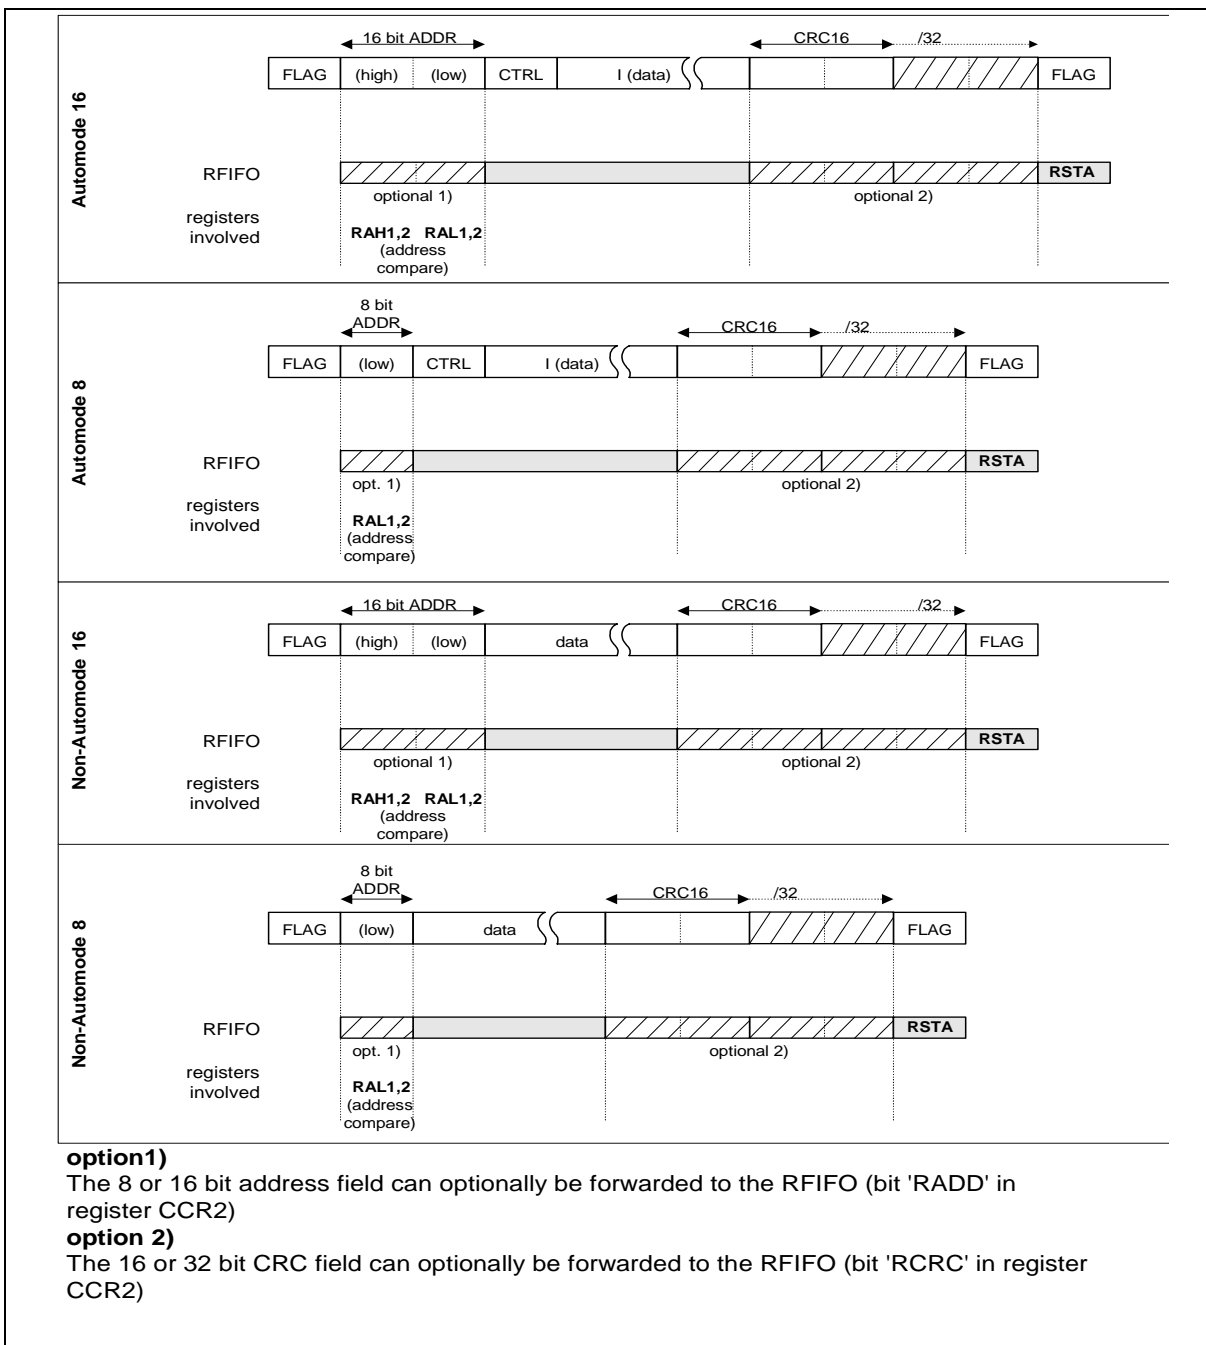 Automode 16
16 bit ADDR CRC16 /32
FLAG (high) (low) CTRL I (data) FLAG
RFIFO RSTA
optional 1) optional 2)
registers
involved
RAH1,2 RAL1,2
(address
compare)
Automode 8
8 bit
ADDR CRC16 /32
FLAG (low) CTRL I (data) FLAG
RFIFO RSTA
opt. 1) optional 2)
registers
involved
RAL1,2
(address
compare)
Non-Automode 16
16 bit ADDR CRC16 /32
FLAG (high) (low) data FLAG
RFIFO RSTA
optional 1) optional 2)
registers
involved
RAH1,2 RAL1,2
(address
compare)
Non-Automode 8
8 bit
ADDR CRC16 /32
FLAG (low) data FLAG
RFIFO RSTA
opt. 1) optional 2)
registers
involved
RAL1,2
(address
compare)
option1)
The 8 or 16 bit address field can optionally be forwarded to the RFIFO (bit 'RADD' in
register CCR2)
option 2)
The 16 or 32 bit CRC field can optionally be forwarded to the RFIFO (bit 'RCRC' in register
CCR2)